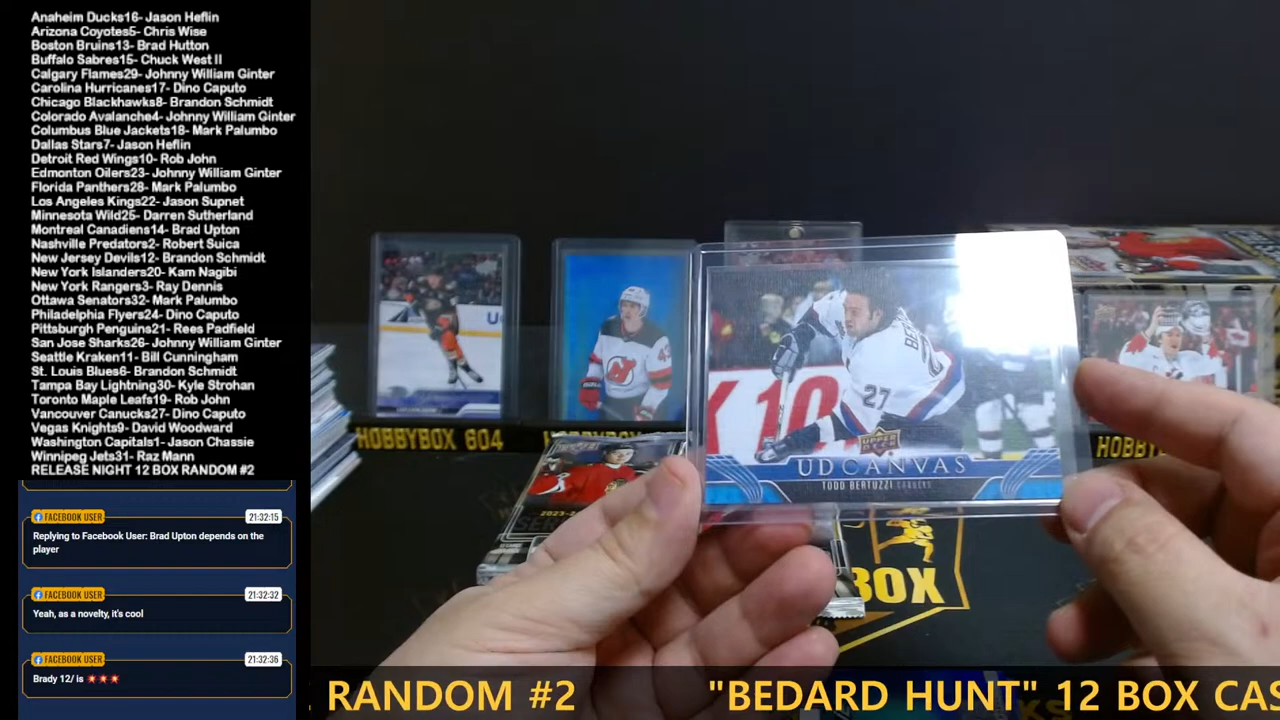 Anaheim Ducks16- Jason Heflin
Arizona Coyotes5- Chris Wise
Boston Bruins13- Brad Hutton
Buffalo Sabres15- Chuck West II
Calgary Flames29- Johnny William Ginter
Carolina Hurricanes17- Dino Caputo
Chicago Blackhawks8- Brandon Schmidt
Colorado Avalanche4- Johnny William Ginter
Columbus Blue Jackets18- Mark Palumbo
Dallas Stars7- Jason Heflin
Detroit Red Wings10- Rob John
Edmonton Oilers23- Johnny William Ginter
Florida Panthers28- Mark Palumbo
Los Angeles Kings22- Jason Supnet
Minnesota Wild25- Darren Sutherland
Montreal Canadiens14- Brad Upton
Nashville Predators2- Robert Suica
New Jersey Devils12- Brandon Schmidt
New York Islanders20- Kam Nagibi
New York Rangers3- Ray Dennis
Ottawa Senators32- Mark Palumbo
Philadelphia Flyers24- Dino Caputo
Pittsburgh Penguins21- Rees Padfield
San Jose Sharks26- Johnny William Ginter
Seattle Kraken11- Bill Cunningham
St. Louis Blues6- Brandon Schmidt
Tampa Bay Lightning30- Kyle Strohan
Toronto Maple Leafs19- Rob John
Vancouver Canucks27- Dino Caputo
Vegas Knights9- David Woodward
Washington Capitals1- Jason Chassie
Winnipeg Jets31- Raz Mann
RELEASE NIGHT 12 BOX RANDOM #2
FACEBOOK USER 21:32:15
Replying to Facebook User: Brad Upton depends on the
player
FACEBOOK USER 21:32:32
Yeah, as a novelty, it's cool
FACEBOOK USER 21:32:36
Brady 12/ is
HOBBYBOX 604
27
UPPER DECK
UD CANVAS
TODD BERTUZZI CANUCKS
BOX
RANDOM #2 "BEDARD HUNT" 12 BOX CAS